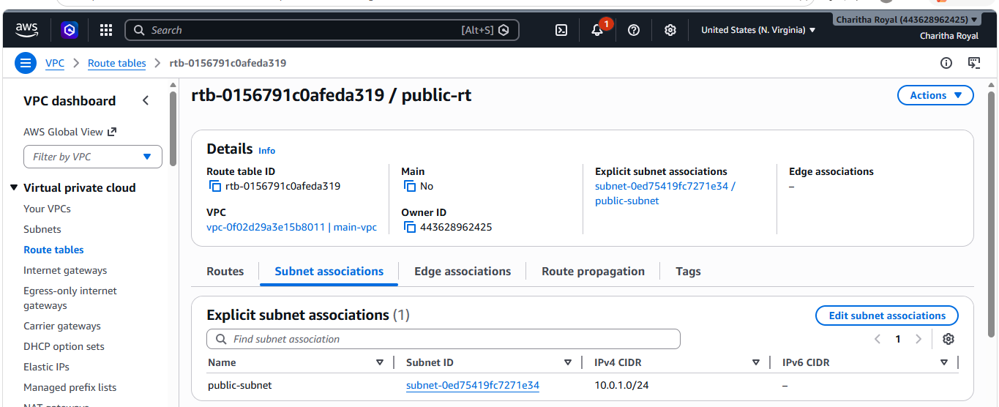 aws
Search [Alt+S] 1 United States (N. Virginia) Charitha Royal (443628962425)
Charitha Royal
VPC Route tables rtb-0156791c0afeda319
VPC dashboard
AWS Global View
Filter by VPC
Virtual private cloud
Your VPCs
Subnets
Route tables
Internet gateways
Egress-only internet
gateways
Carrier gateways
DHCP option sets
Elastic IPs
Managed prefix lists
NAT gateways
rtb-0156791c0afeda319 / public-rt
Actions
Details Info
Route table ID
rtb-0156791c0afeda319
Main
No
Explicit subnet associations
subnet-0ed75419fc7271e34 /
public-subnet
Edge associations
–
VPC
vpc-0f02d29a3e15b8011 | main-vpc
Owner ID
443628962425
Routes Subnet associations Edge associations Route propagation Tags
Explicit subnet associations (1)
Edit subnet associations
Find subnet association
1
Name Subnet ID IPv4 CIDR IPv6 CIDR
public-subnet subnet-0ed75419fc7271e34 10.0.1.0/24 –